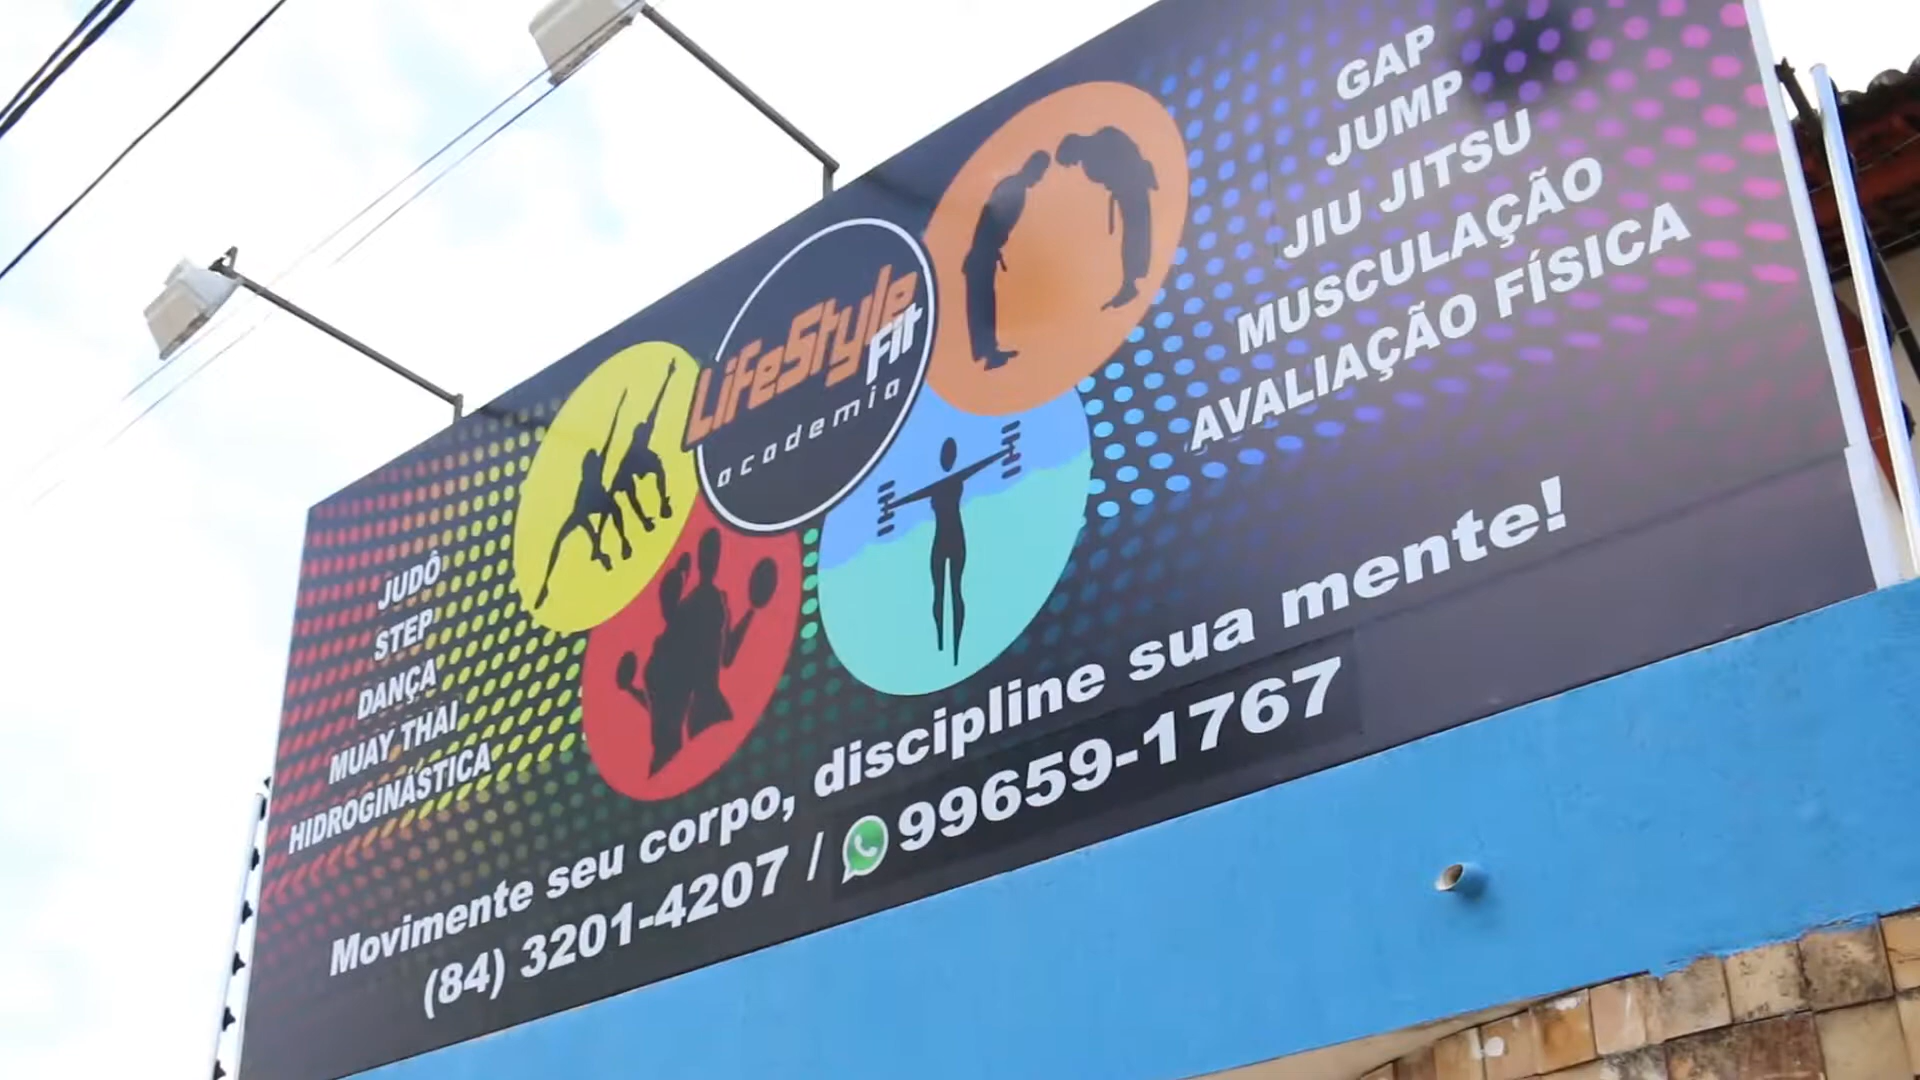 LifeStyle
Fit
academia
JUDÔ
STEP
DANÇA
MUAY THAI
HIDROGINÁSTICA
GAP
JUMP
JIU JITSU
MUSCULAÇÃO
AVALIAÇÃO FÍSICA
Movimente seu corpo, discipline sua mente!
(84) 3201-4207 / 99659-1767